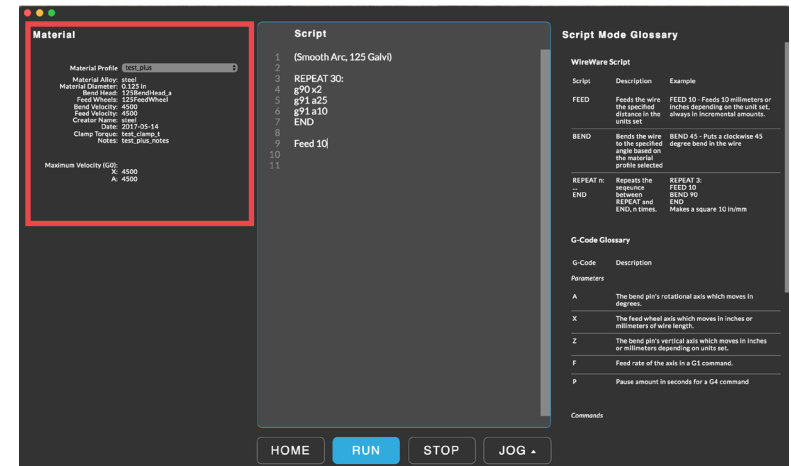 Material
Material Profile test_plus
Material Alloy: steel
Material Diameter: 0.125 in
Bend Head: 125BendHead_a
Feed Wheels: 125FeedWheel
Bend Velocity: 4500
Feed Velocity: 4500
Creator Name: steel
Date: 2017-05-14
Clamp Torque: test_clamp_t
Notes: test_plus_notes
Maximum Velocity (G0):
X: 4500
A: 4500
Script
1 (Smooth Arc, 125 Galvi)
2
3 REPEAT 30:
4 g90 x2
5 g91 a25
6 g91 a10
7 END
8
9 Feed 10
10
11
HOME
RUN
STOP
JOG
Script Mode Glossary
WireWare Script
Script Description Example
FEED Feeds the wire FEED 10 - Feeds 10 milimeters or
the specified inches depending on the unit set,
distance in the always in incremental amounts.
units set
BEND Bends the wire BEND 45 - Puts a clockwise 45
to the specified degree bend in the wire
angle based on
the material
profile selected
REPEAT n: Repeats the REPEAT 3:
... seqeunce FEED 10
END between BEND 90
REPEAT and END
END, n times. Makes a square 10 in/mm
G-Code Glossary
G-Code Description
Parameters
A The bend pin's rotational axis which moves in
degrees.
X The feed wheel axis which moves in inches or
millimeters of wire length.
Z The bend pin's vertical axis which moves in inches
or millimeters depending on units set.
F Feed rate of the axis in a G1 command.
P Pause amount in seconds for a G4 command
Commands